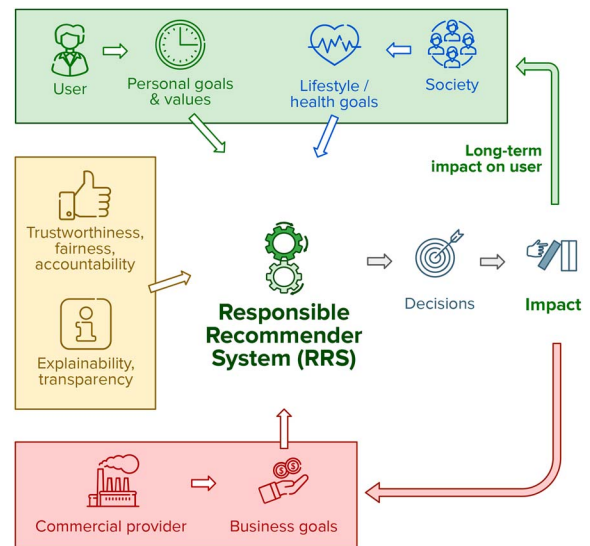 User
Personal goals
& values
Lifestyle /
health goals
Society
Long-term
impact on user
Trustworthiness,
fairness,
accountability
Explainability,
transparency
Responsible
Recommender
System (RRS)
Decisions
Impact
Commercial provider
Business goals